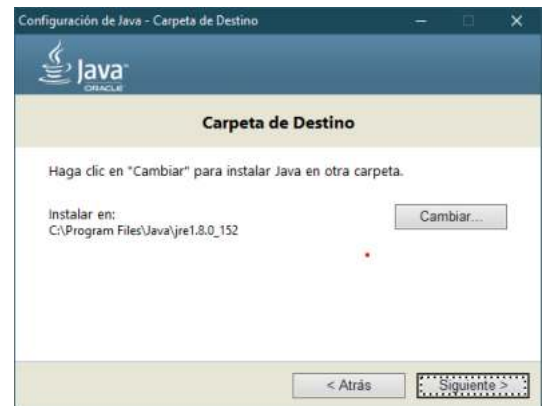 Configuración de Java - Carpeta de Destino
Java
ORACLE
Carpeta de Destino
Haga clic en "Cambiar" para instalar Java en otra carpeta.
Instalar en:
C:\Program Files\Java\jre1.8.0_152
Cambiar...
< Atrás
Siguiente >